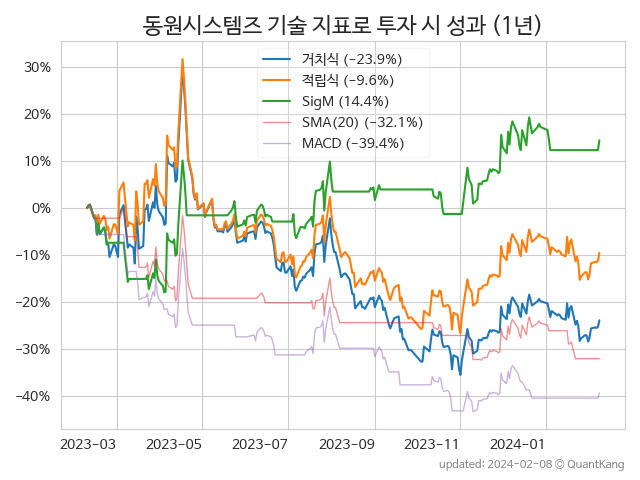 동원시스템즈 기술 지표로 투자 시 성과 (1년)
거치식 (−23.9%)
적립식 (−9.6%)
SigM (14.4%)
SMA(20) (−32.1%)
MACD (−39.4%)
30%
20%
10%
0%
−10%
−20%
−30%
−40%
2023-03 2023-05 2023-07 2023-09 2023-11 2024-01
updated: 2024-02-08 © QuantKang